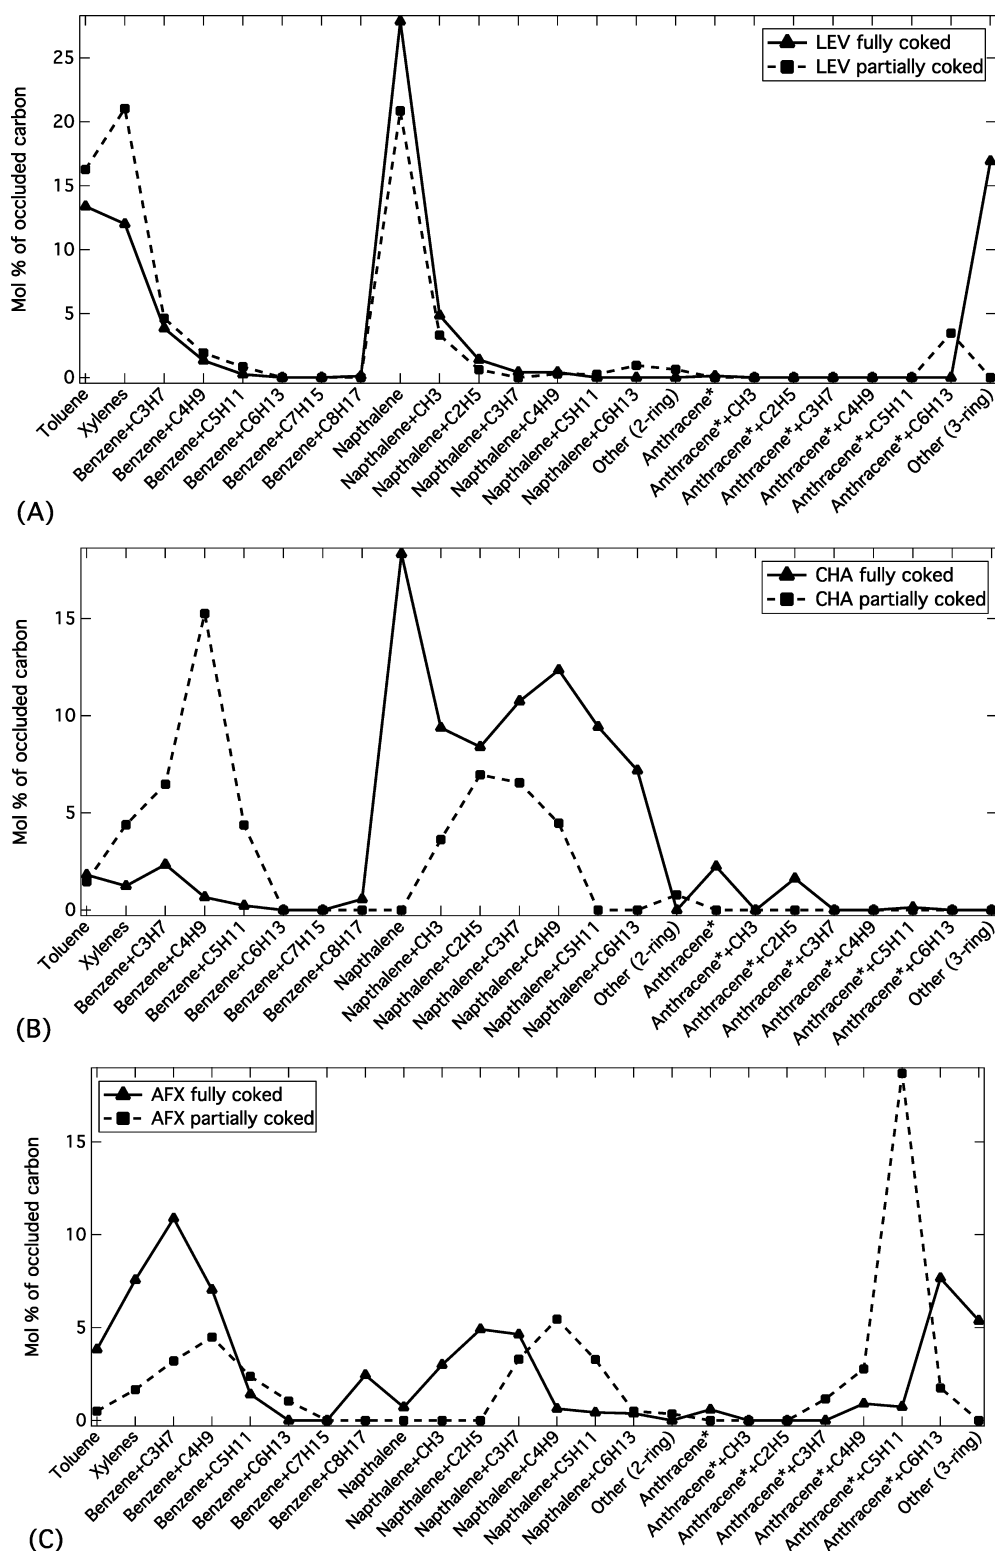 LEV fully coked
LEV partially coked
Mol % of occluded carbon
25
20
15
10
5
0
Toluene
Xylenes
Benzene+C3H7
Benzene+C4H9
Benzene+C5H11
Benzene+C6H13
Benzene+C7H15
Benzene+C8H17
Napthalene
Napthalene+CH3
Napthalene+C2H5
Napthalene+C3H7
Napthalene+C4H9
Napthalene+C5H11
Napthalene+C6H13
Other (2-ring)
Anthracene*
Anthracene*+CH3
Anthracene*+C2H5
Anthracene*+C3H7
Anthracene*+C4H9
Anthracene*+C5H11
Anthracene*+C6H13
Other (3-ring)
(A)
CHA fully coked
CHA partially coked
Mol % of occluded carbon
15
10
5
0
Toluene
Xylenes
Benzene+C3H7
Benzene+C4H9
Benzene+C5H11
Benzene+C6H13
Benzene+C7H15
Benzene+C8H17
Napthalene
Napthalene+CH3
Napthalene+C2H5
Napthalene+C3H7
Napthalene+C4H9
Napthalene+C5H11
Napthalene+C6H13
Other (2-ring)
Anthracene*
Anthracene*+CH3
Anthracene*+C2H5
Anthracene*+C3H7
Anthracene*+C4H9
Anthracene*+C5H11
Anthracene*+C6H13
Other (3-ring)
(B)
AFX fully coked
AFX partially coked
Mol % of occluded carbon
15
10
5
0
Toluene
Xylenes
Benzene+C3H7
Benzene+C4H9
Benzene+C5H11
Benzene+C6H13
Benzene+C7H15
Benzene+C8H17
Napthalene
Napthalene+CH3
Napthalene+C2H5
Napthalene+C3H7
Napthalene+C4H9
Napthalene+C5H11
Napthalene+C6H13
Other (2-ring)
Anthracene*
Anthracene*+CH3
Anthracene*+C2H5
Anthracene*+C3H7
Anthracene*+C4H9
Anthracene*+C5H11
Anthracene*+C6H13
Other (3-ring)
(C)